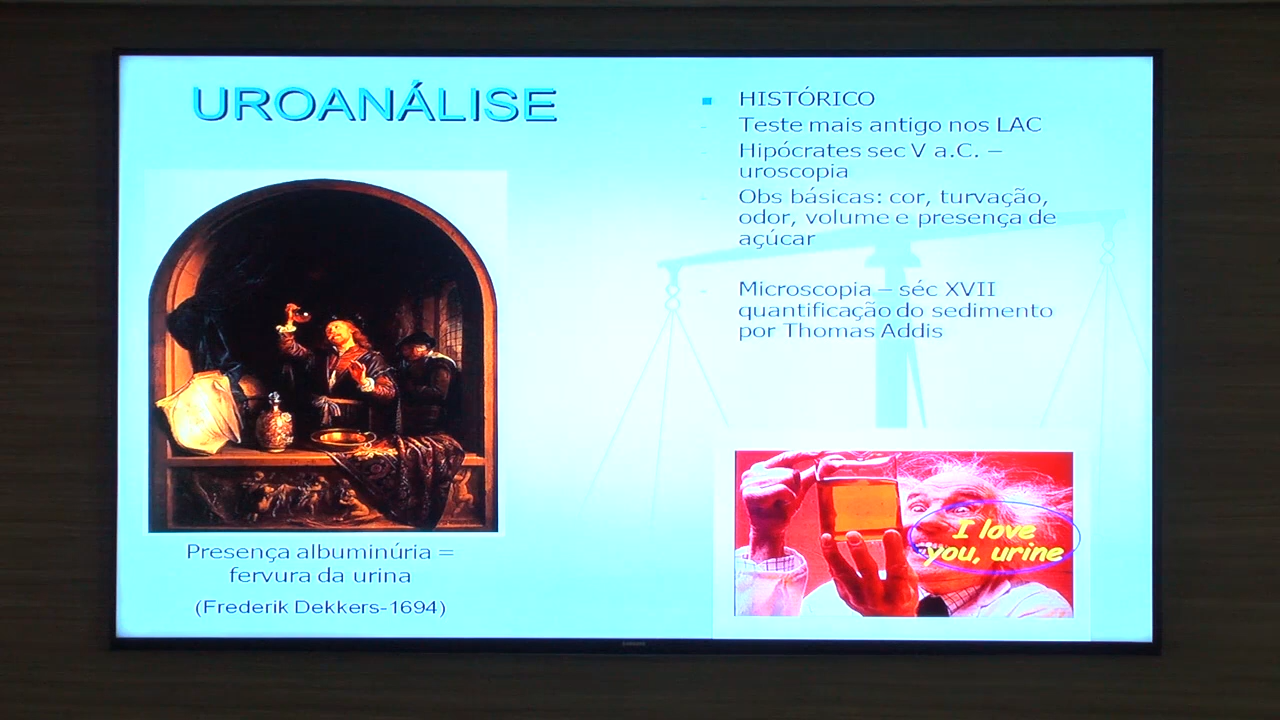 UROANÁLISE
HISTÓRICO
Teste mais antigo nos LAC
Hipócrates sec V a.C. –
uroscopia
Obs básicas: cor, turvação,
odor, volume e presença de
açúcar
Microscopia – séc XVII
quantificação do sedimento
por Thomas Addis
Presença albuminúria =
fervura da urina
(Frederik Dekkers-1694)
I love
you, urine
SAMSUNG